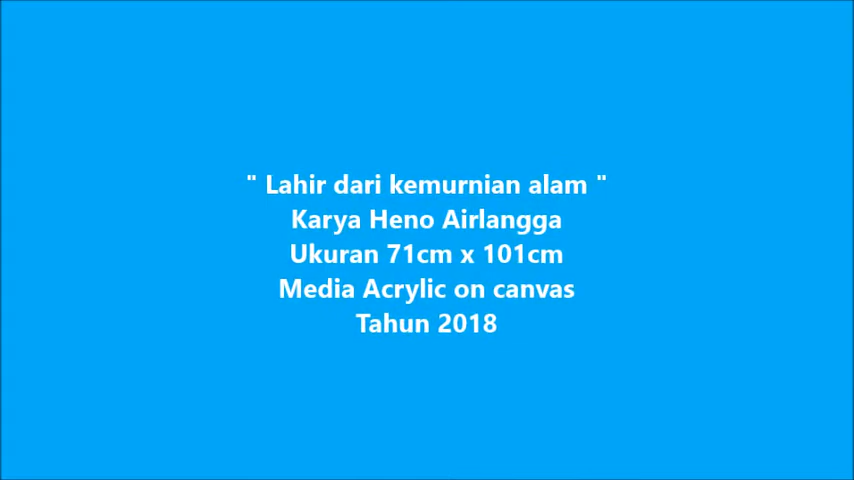 " Lahir dari kemurnian alam "
Karya Heno Airlangga
Ukuran 71cm x 101cm
Media Acrylic on canvas
Tahun 2018